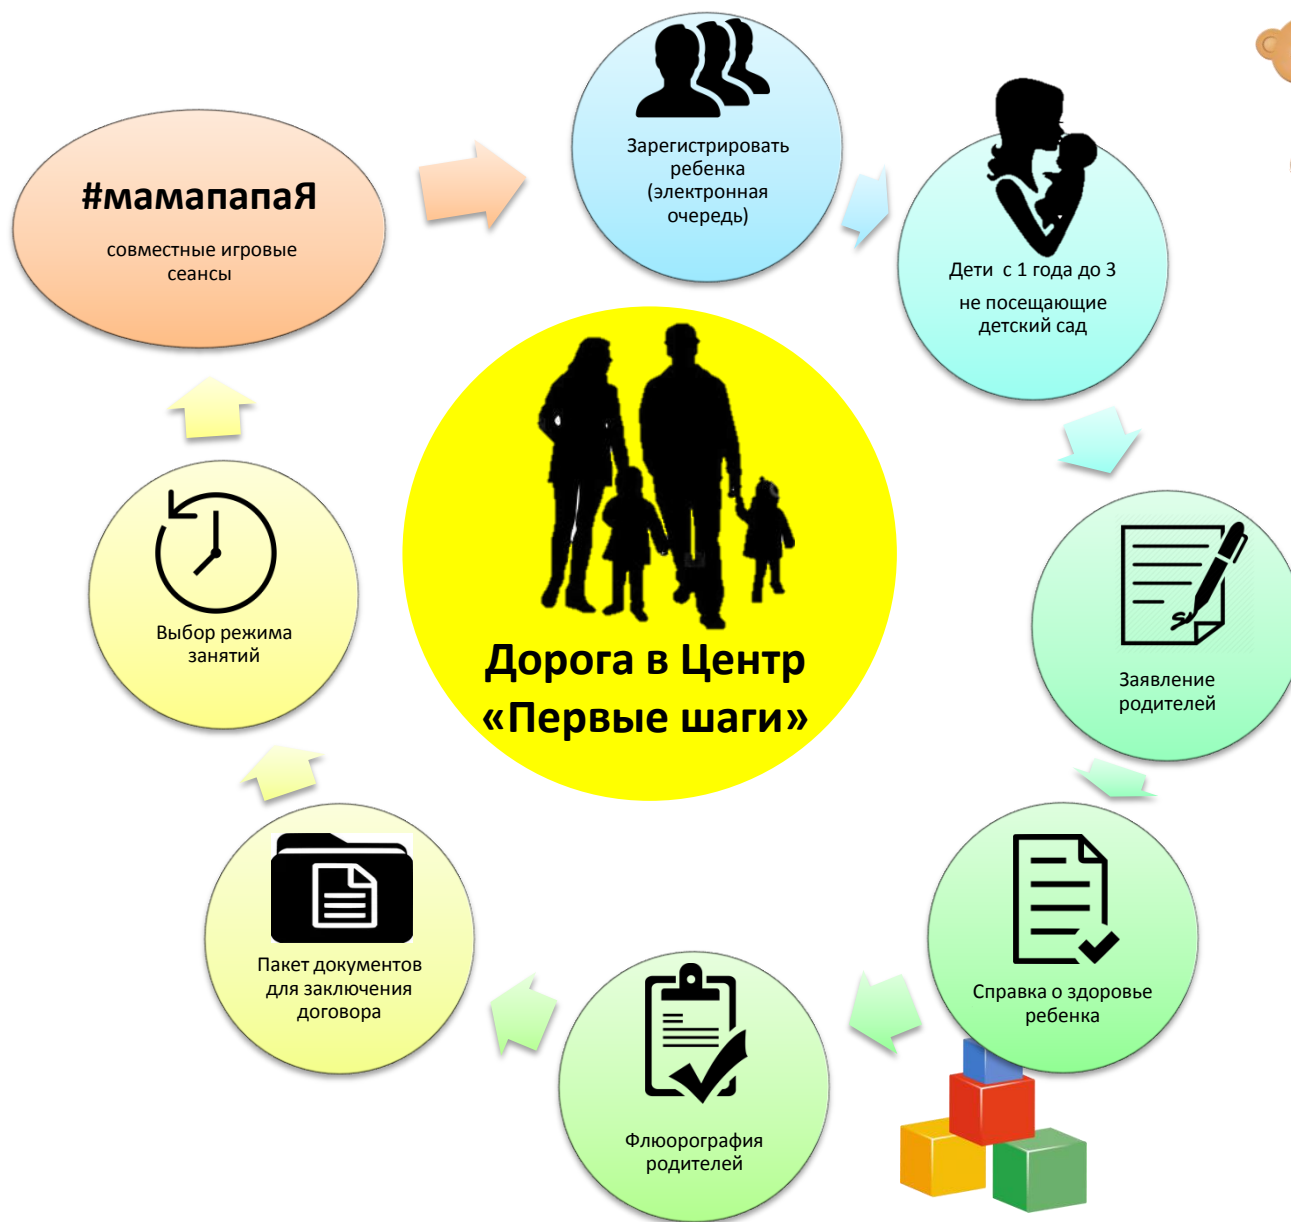 #мамапапаЯ
совместные игровые
сеансы
Зарегистрировать
ребенка
(электронная
очередь)
Дети с 1 года до 3
не посещающие
детский сад
Заявление
родителей
Справка о здоровье
ребенка
Флюорография
родителей
Пакет документов
для заключения
договора
Выбор режима
занятий
Дорога в Центр
«Первые шаги»